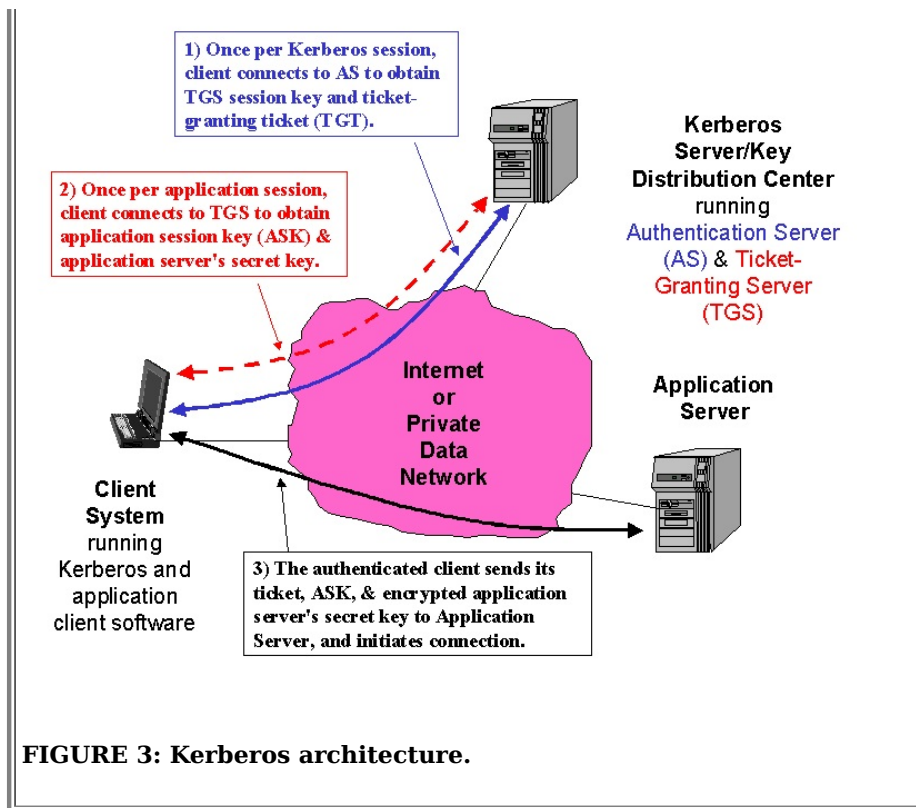 1) Once per Kerberos session,
client connects to AS to obtain
TGS session key and ticket-
granting ticket (TGT).
Kerberos
Server/Key
Distribution Center
running
Authentication Server
(AS) & Ticket-
Granting Server
(TGS)
2) Once per application session,
client connects to TGS to obtain
application session key (ASK) &
application server's secret key.
Internet
or
Private
Data
Network
Application
Server
Client
System
running
Kerberos and
application
client software
3) The authenticated client sends its
ticket, ASK, & encrypted application
server's secret key to Application
Server, and initiates connection.
FIGURE 3: Kerberos architecture.